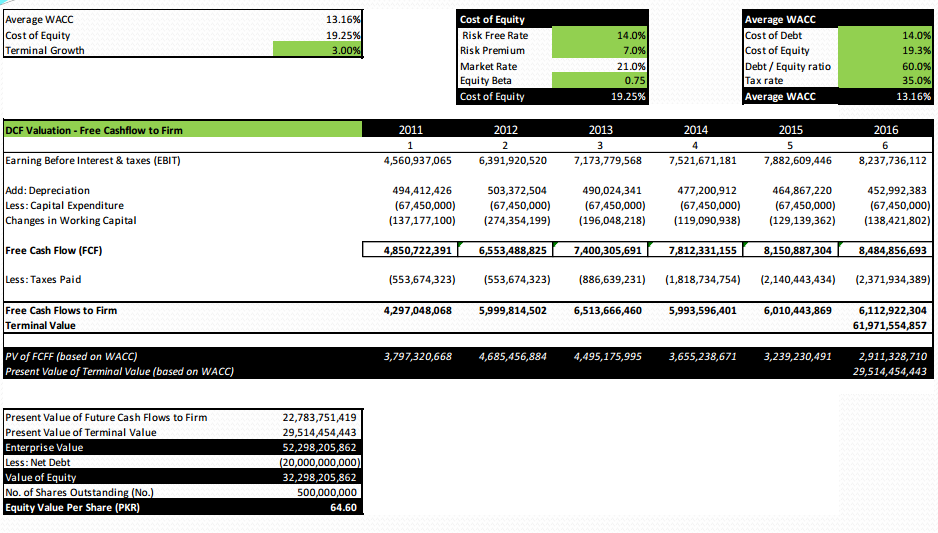 Average WACC 13.16%
Cost of Equity 19.25%
Terminal Growth 3.00%
Cost of Equity
Risk Free Rate 14.0%
Risk Premium 7.0%
Market Rate 21.0%
Equity Beta 0.75
Cost of Equity 19.25%
Average WACC
Cost of Debt 14.0%
Cost of Equity 19.3%
Debt / Equity ratio 60.0%
Tax rate 35.0%
Average WACC 13.16%
DCF Valuation - Free Cashflow to Firm 2011 2012 2013 2014 2015 2016
1 2 3 4 5 6
Earning Before Interest & taxes (EBIT) 4,560,937,065 6,391,920,520 7,173,779,568 7,521,671,181 7,882,609,446 8,237,736,112
Add: Depreciation 494,412,426 503,372,504 490,024,341 477,200,912 464,867,220 452,992,383
Less: Capital Expenditure (67,450,000) (67,450,000) (67,450,000) (67,450,000) (67,450,000) (67,450,000)
Changes in Working Capital (137,177,100) (274,354,199) (196,048,218) (119,090,938) (129,139,362) (138,421,802)
Free Cash Flow (FCF) 4,850,722,391 6,553,488,825 7,400,305,691 7,812,331,155 8,150,887,304 8,484,856,693
Less: Taxes Paid (553,674,323) (553,674,323) (886,639,231) (1,818,734,754) (2,140,443,434) (2,371,934,389)
Free Cash Flows to Firm 4,297,048,068 5,999,814,502 6,513,666,460 5,993,596,401 6,010,443,869 6,112,922,304
Terminal Value 61,971,554,857
PV of FCFF (based on WACC) 3,797,320,668 4,685,456,884 4,495,175,995 3,655,238,671 3,239,230,491 2,911,328,710
Present Value of Terminal Value (based on WACC) 29,514,454,443
Present Value of Future Cash Flows to Firm 22,783,751,419
Present Value of Terminal Value 29,514,454,443
Enterprise Value 52,298,205,862
Less: Net Debt (20,000,000,000)
Value of Equity 32,298,205,862
No. of Shares Outstanding (No.) 500,000,000
Equity Value Per Share (PKR) 64.60